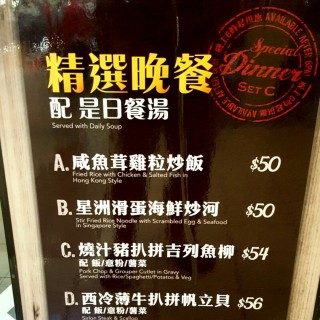 Special
Dinner
SET C
精選晚餐
配 是日餐湯
Served with Daily Soup
A. 咸魚茸雞粒炒飯 $50
Fried Rice with Chicken & Salted Fish in
Hong Kong Style
B. 星洲滑蛋海鮮炒河 $50
Stir Fried Rice Noodle with Scrambled Egg & Seafood
in Singapore Style
C. 燒汁豬扒拼吉列魚柳 $54
配 飯/意粉/薯菜
Pork Chop & Grouper Cutlet in Gravy
Served with Rice/Spaghetti/Potatos & Veg
D. 西冷薄牛扒拼帆立貝 $56
配 飯/意粉/薯菜
Sirlon Steak & Scallop